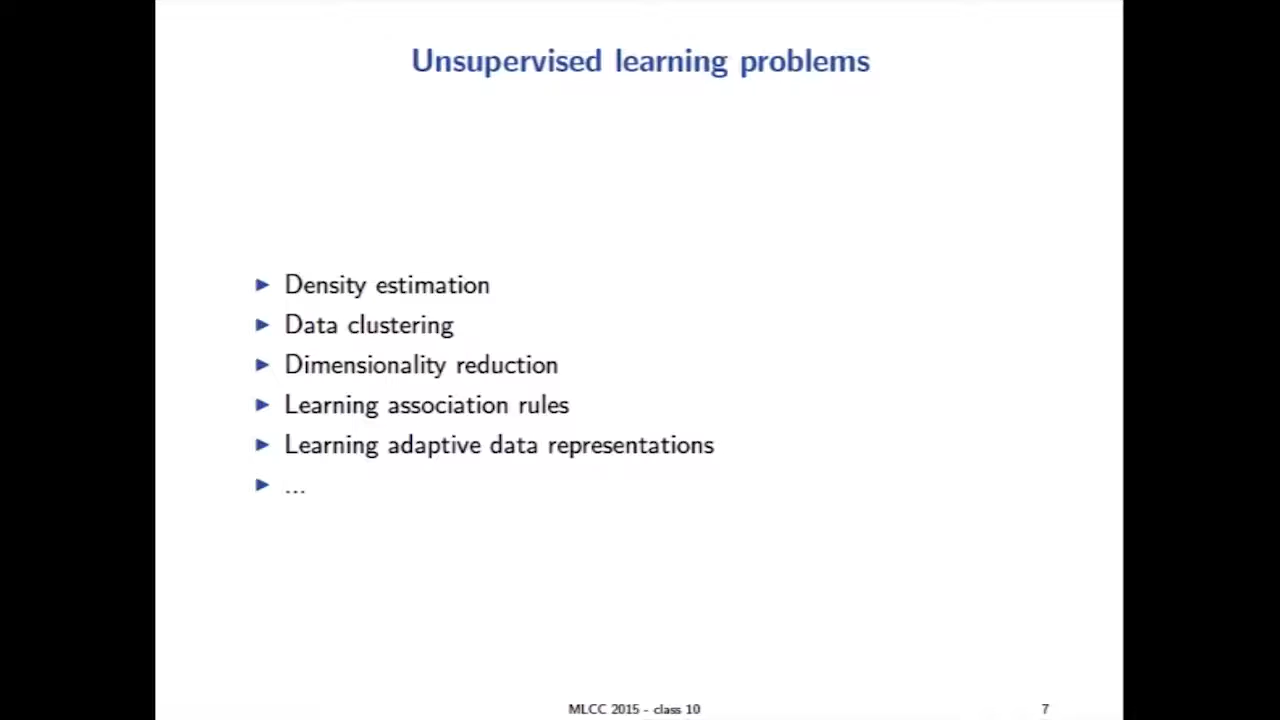 Unsupervised learning problems
Density estimation
Data clustering
Dimensionality reduction
Learning association rules
Learning adaptive data representations
...
MLCC 2015 - class 10
7